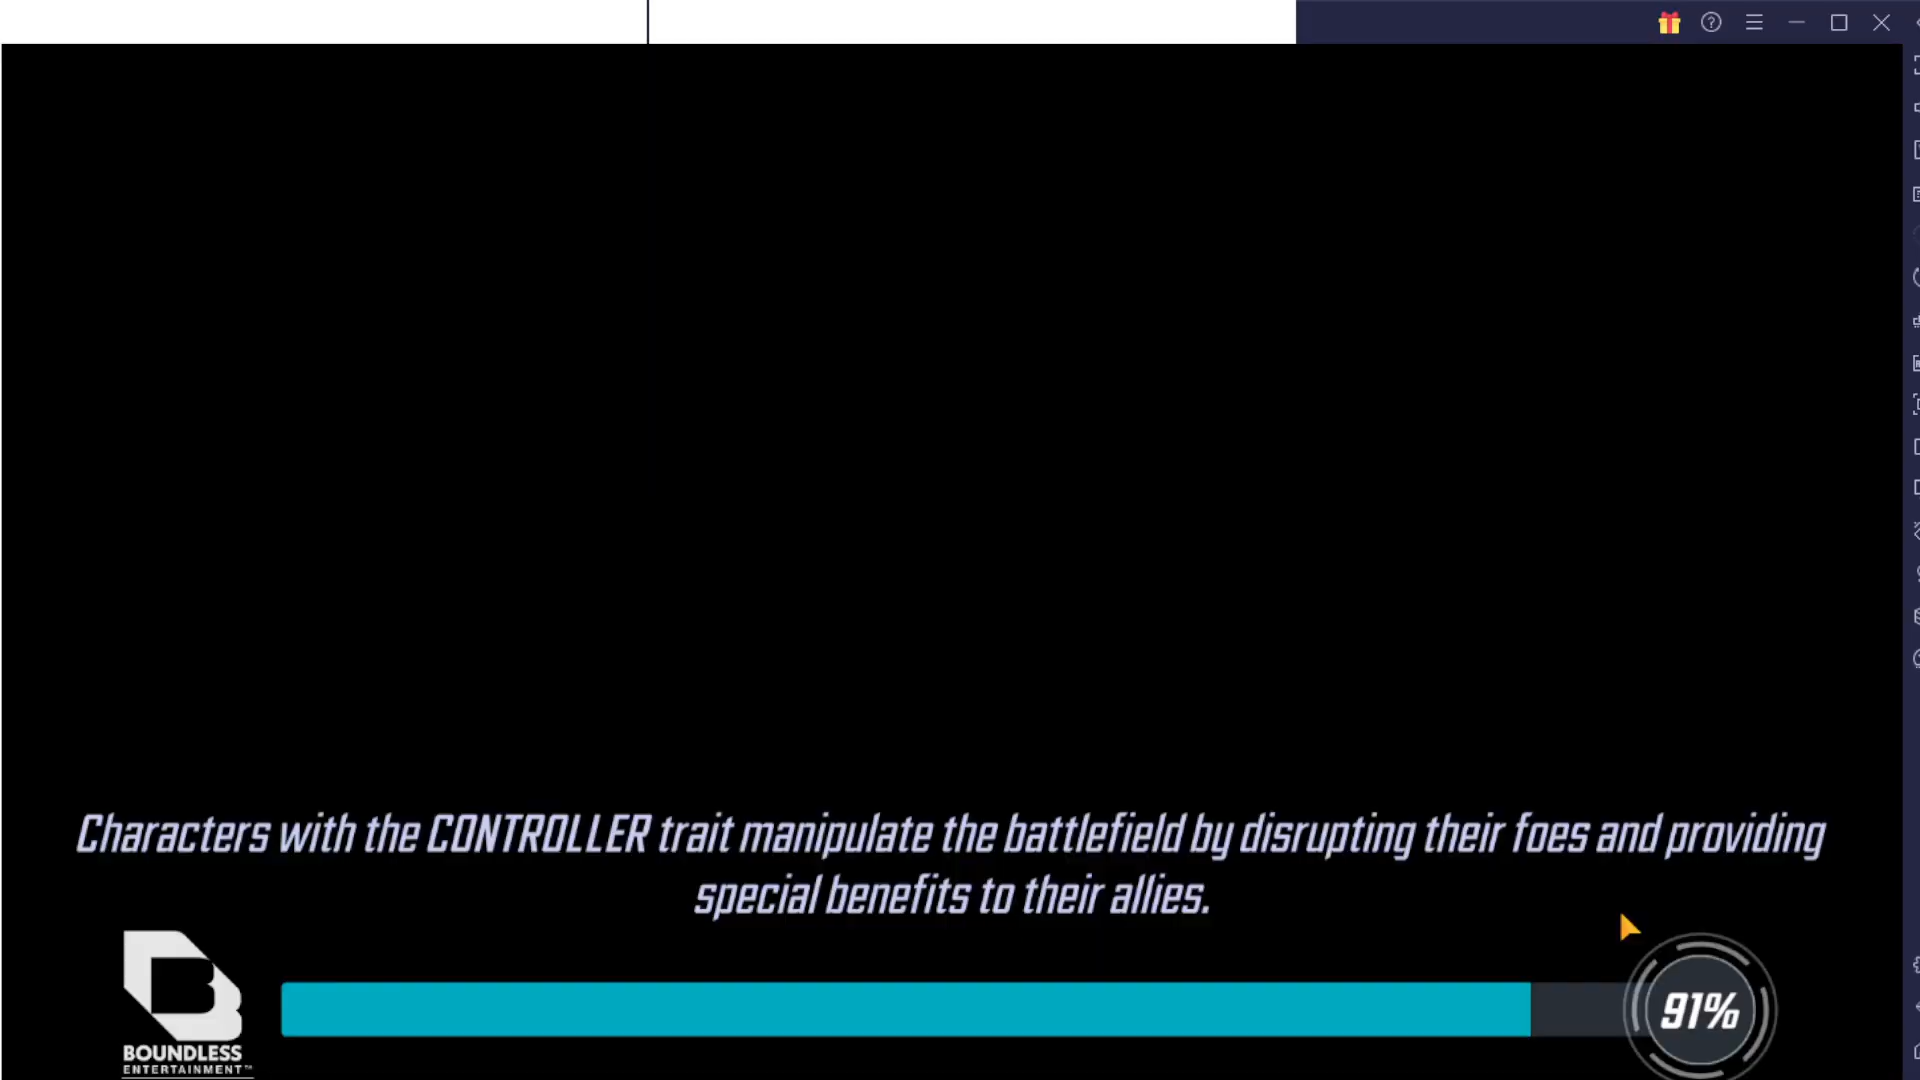 Characters with the CONTROLLER trait manipulate the battlefield by disrupting their foes and providing
special benefits to their allies.
91%
BOUNDLESS
ENTERTAINMENT™